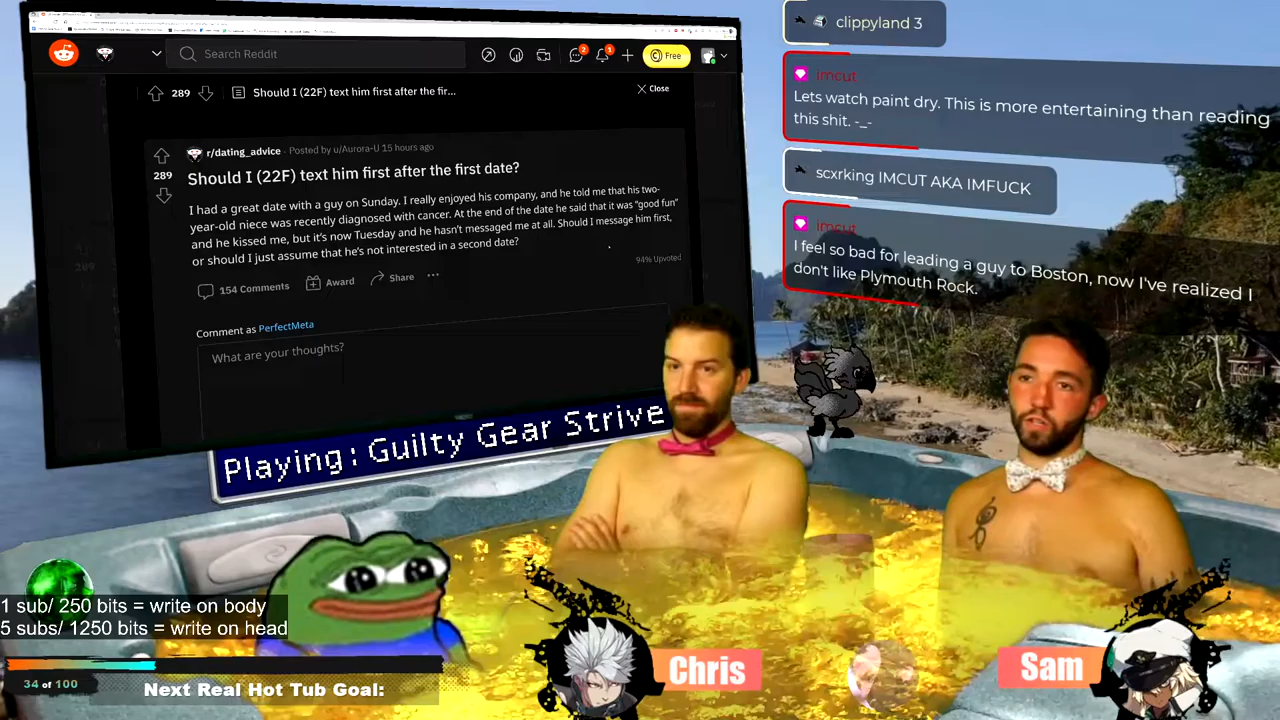 Search Reddit
2
1
Free
289
Should I (22F) text him first after the fir...
Close
r/dating_advice · Posted by u/Aurora-U 15 hours ago
289
Should I (22F) text him first after the first date?
I had a great date with a guy on Sunday. I really enjoyed his company, and he told me that his two-
year-old niece was recently diagnosed with cancer. At the end of the date he said that it was “good fun”
and he kissed me, but it's now Tuesday and he hasn't messaged me at all. Should I message him first,
or should I just assume that he's not interested in a second date?
94% Upvoted
154 Comments
Award
Share
Comment as PerfectMeta
What are your thoughts?
Playing: Guilty Gear Strive
clippyland 3
imcut
Lets watch paint dry. This is more entertaining than reading
this shit. -_-
scxrking IMCUT AKA IMFUCK
imcut
I feel so bad for leading a guy to Boston, now I've realized I
don't like Plymouth Rock.
1 sub/ 250 bits = write on body
5 subs/ 1250 bits = write on head
34 of 100
Next Real Hot Tub Goal:
Chris
Sam